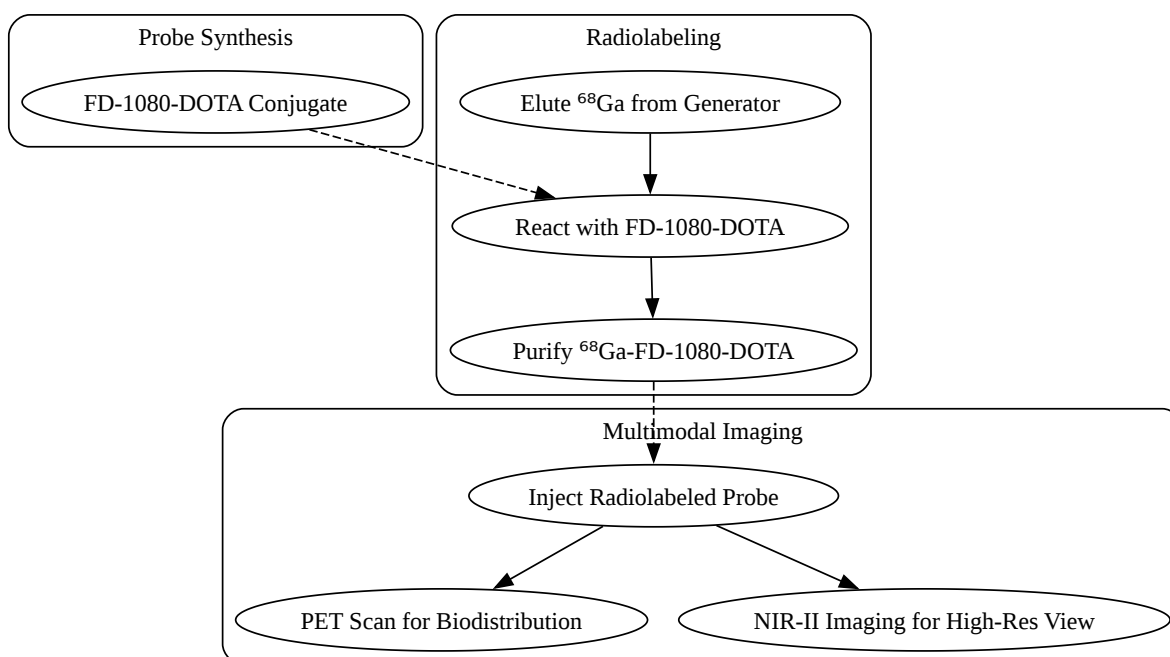 Probe Synthesis
FD-1080-DOTA Conjugate
Radiolabeling
Elute ⁶⁸Ga from Generator
React with FD-1080-DOTA
Purify ⁶⁸Ga-FD-1080-DOTA
Multimodal Imaging
Inject Radiolabeled Probe
PET Scan for Biodistribution
NIR-II Imaging for High-Res View